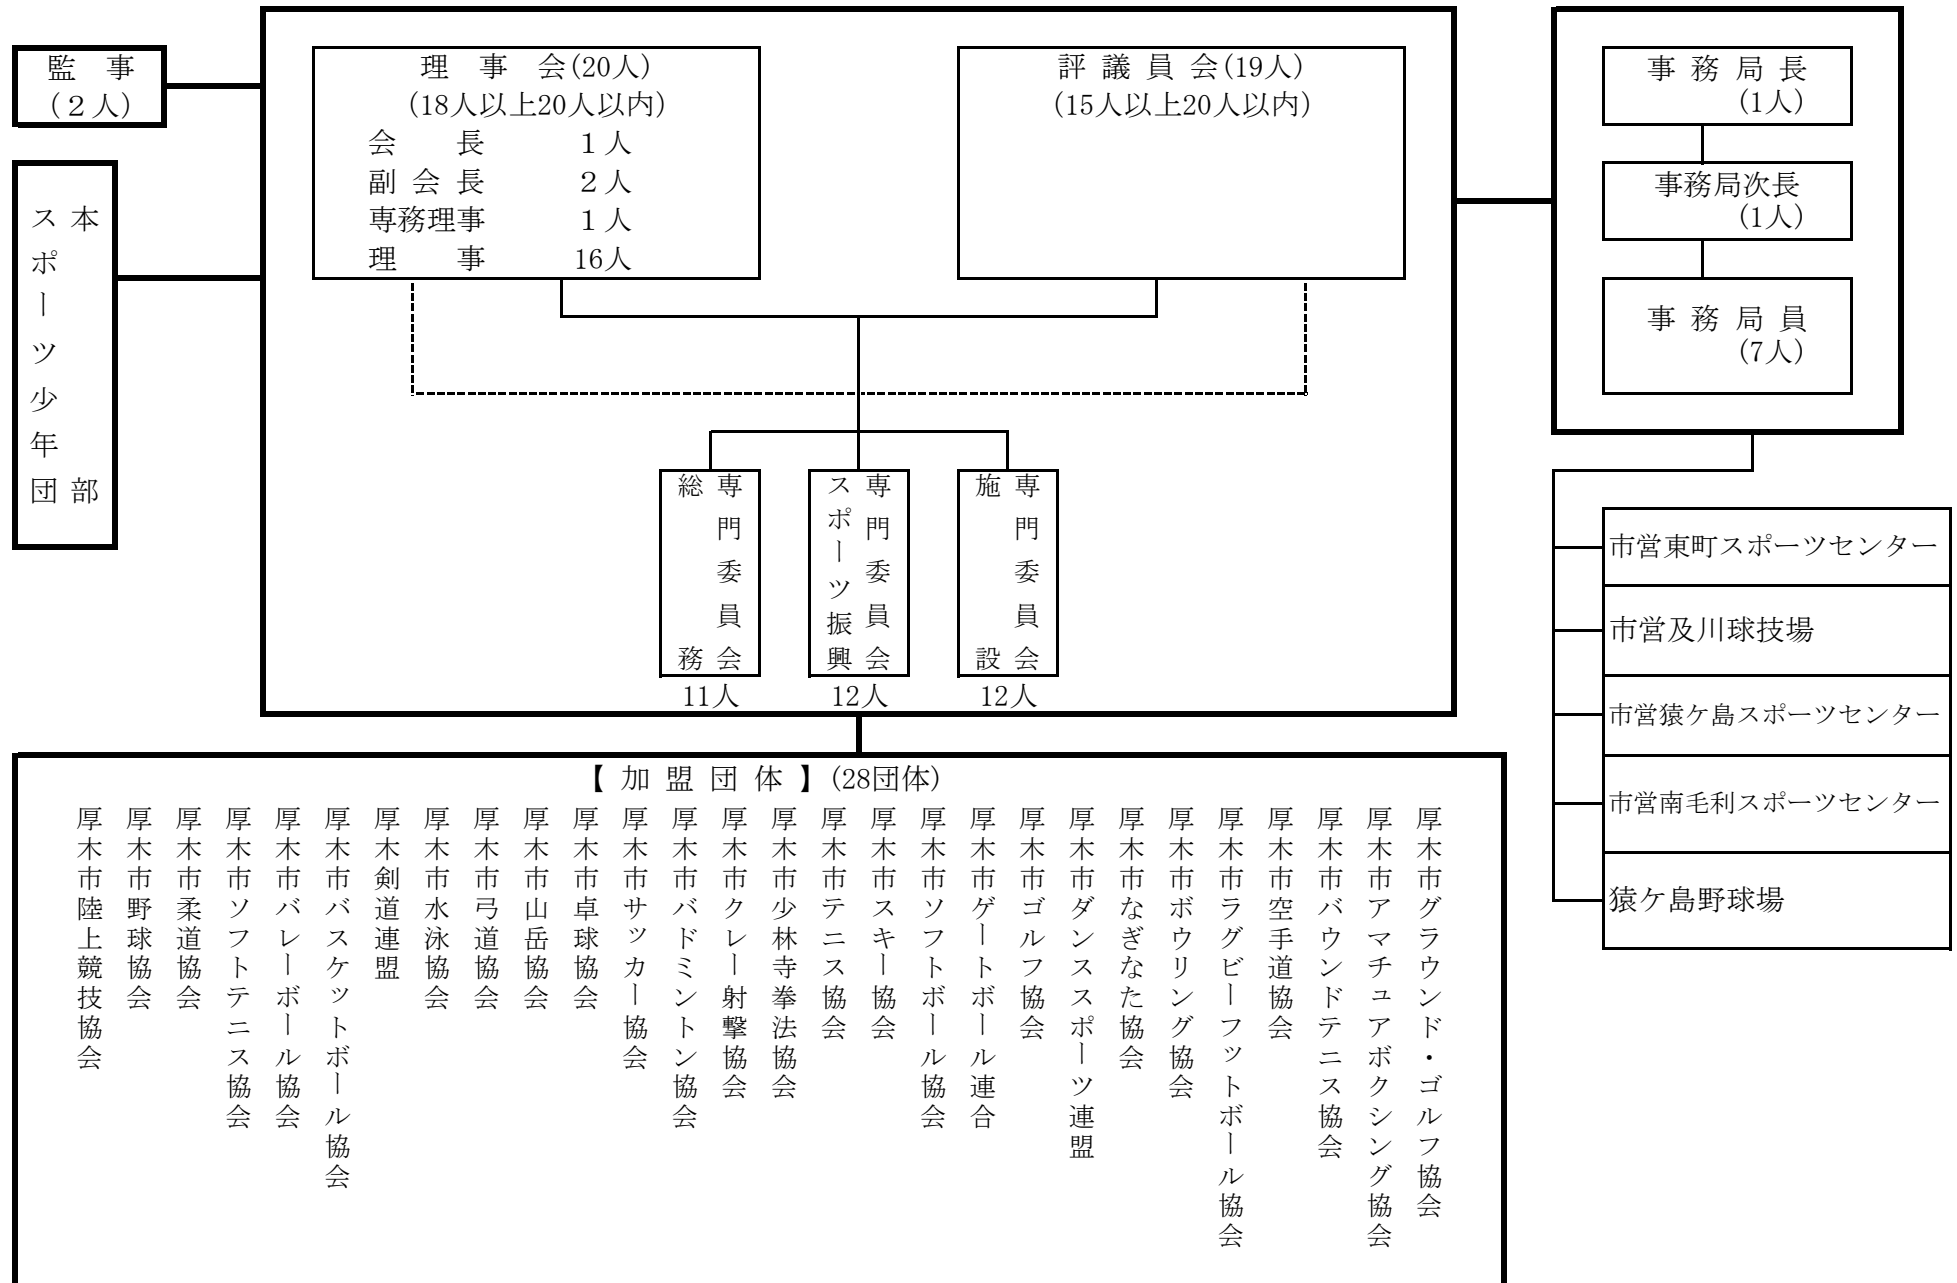 監事
(２人)
スポーツ少年団
本部
理事会(20人)
(18人以上20人以内)
会長 １人
副会長 ２人
専務理事 １人
理事 16人
評議員会(19人)
(15人以上20人以内)
総務
専門委員会
11人
スポーツ振興
専門委員会
12人
施設
専門委員会
12人
事務局長
(1人)
事務局次長
(1人)
事務局員
(7人)
市営東町スポーツセンター
市営及川球技場
市営猿ケ島スポーツセンター
市営南毛利スポーツセンター
猿ケ島野球場
【加盟団体】(28団体)
厚木市陸上競技協会
厚木市野球協会
厚木市柔道協会
厚木市ソフトテニス協会
厚木市バレーボール協会
厚木市バスケットボール協会
厚木剣道連盟
厚木市水泳協会
厚木市弓道協会
厚木市山岳協会
厚木市卓球協会
厚木市サッカー協会
厚木市バドミントン協会
厚木市クレー射撃協会
厚木市少林寺拳法協会
厚木市テニス協会
厚木市スキー協会
厚木市ソフトボール協会
厚木市ゲートボール連合
厚木市ゴルフ協会
厚木市ダンススポーツ連盟
厚木市なぎなた協会
厚木市ボウリング協会
厚木市ラグビーフットボール協会
厚木市空手道協会
厚木市バウンドテニス協会
厚木市アマチュアボクシング協会
厚木市グラウンド・ゴルフ協会